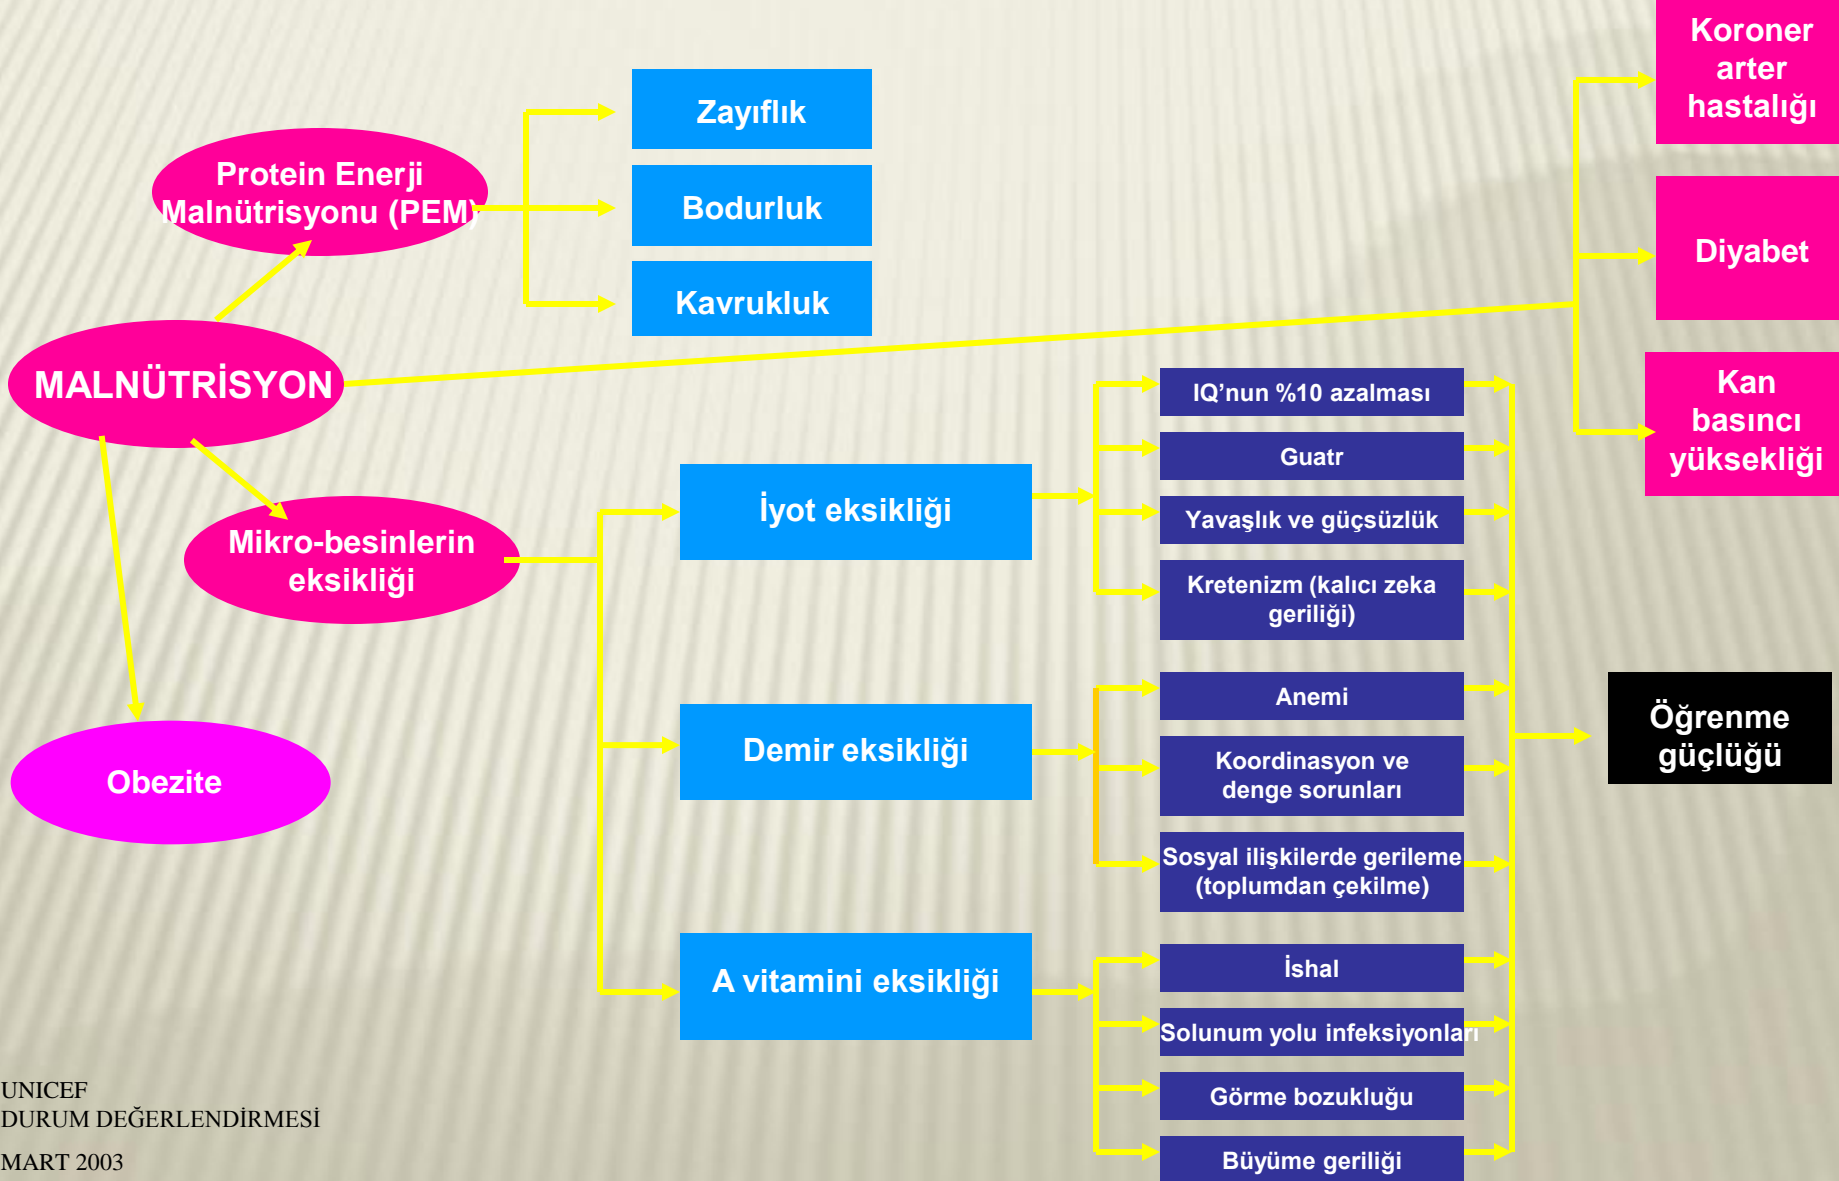 Koroner
arter
hastalığı
Zayıflık
Protein Enerji
Malnütrisyonu (PEM)
Bodurluk
Diyabet
Kavrukluk
MALNÜTRİSYON
Kan
basıncı
yüksekliği
IQ’nun %10 azalması
Guatr
İyot eksikliği
Yavaşlık ve güçsüzlük
Mikro-besinlerin
eksikliği
Kretenizm (kalıcı zeka
geriliği)
Anemi
Öğrenme
güçlüğü
Demir eksikliği
Koordinasyon ve
denge sorunları
Obezite
Sosyal ilişkilerde gerileme
(toplumdan çekilme)
A vitamini eksikliği
İshal
Solunum yolu infeksiyonları
Görme bozukluğu
Büyüme geriliği
UNICEF
DURUM DEĞERLENDİRMESİ
MART 2003